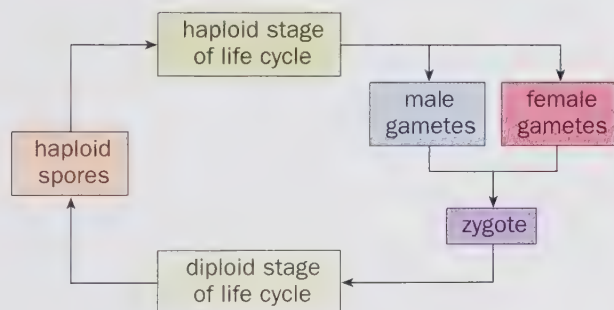 haploid stage
of life cycle
male
gametes
female
gametes
haploid
spores
zygote
diploid stage
of life cycle